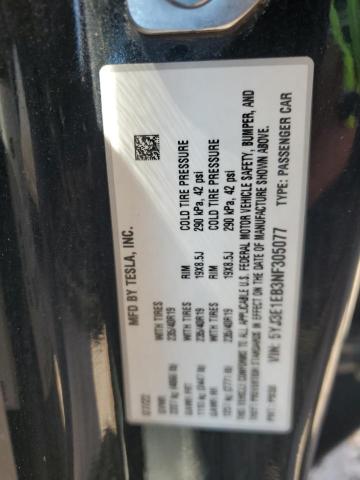 MFD BY TESLA, INC.
07/22
WITH TIRES RIM COLD TIRE PRESSURE
235/40R19 19X8.5J 290 kPa, 42 psi
WITH TIRES RIM COLD TIRE PRESSURE
235/40R19 19X8.5J 290 kPa, 42 psi
THIS VEHICLE CONFORMS TO ALL APPLICABLE U.S. FEDERAL MOTOR VEHICLE SAFETY, BUMPER, AND
THEFT PREVENTION STANDARDS IN EFFECT ON THE DATE OF MANUFACTURE SHOWN ABOVE.
VIN: 5YJ3E1EB3NF305077 TYPE: PASSENGER CAR